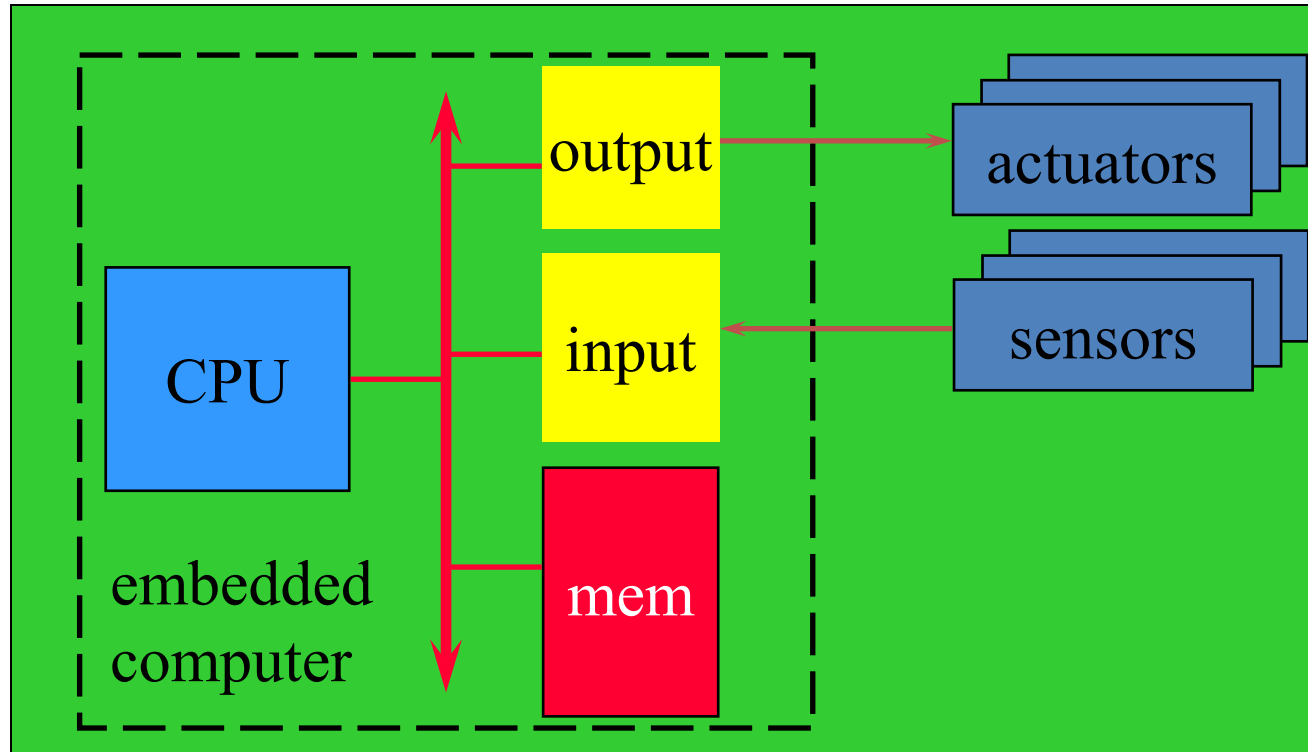 output
actuators
input
sensors
CPU
mem
embedded
computer